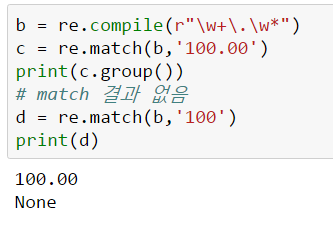 b = re.compile(r"\w+\.\w*")
c = re.match(b,'100.00')
print(c.group())
# match 결과 없음
d = re.match(b,'100')
print(d)
100.00
None